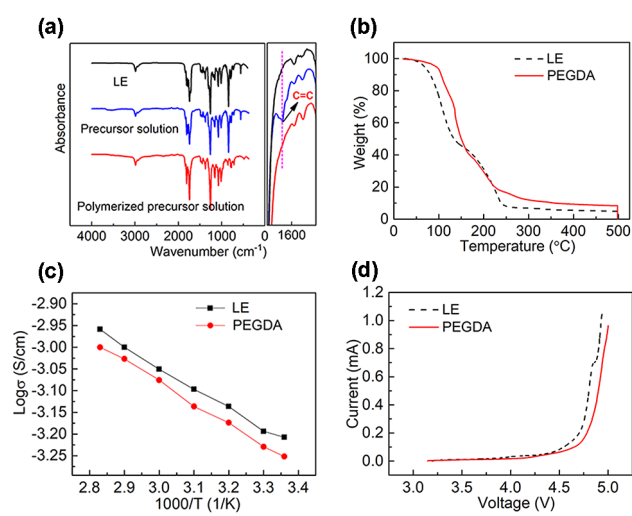 (a)
Absorbance
LE
Precursor solution
Polymerized precursor solution
C=C
4000 3000 2000 1000 0 1600
Wavenumber (cm-1)
(b)
LE
PEGDA
Weight (%)
100
80
60
40
20
0
0 100 200 300 400 500
Temperature (°C)
(c)
LE
PEGDA
Logσ (S/cm)
-2.90
-2.95
-3.00
-3.05
-3.10
-3.15
-3.20
-3.25
2.8 2.9 3.0 3.1 3.2 3.3 3.4
1000/T (1/K)
(d)
LE
PEGDA
Current (mA)
1.2
1.0
0.8
0.6
0.4
0.2
0.0
3.0 3.5 4.0 4.5 5.0
Voltage (V)